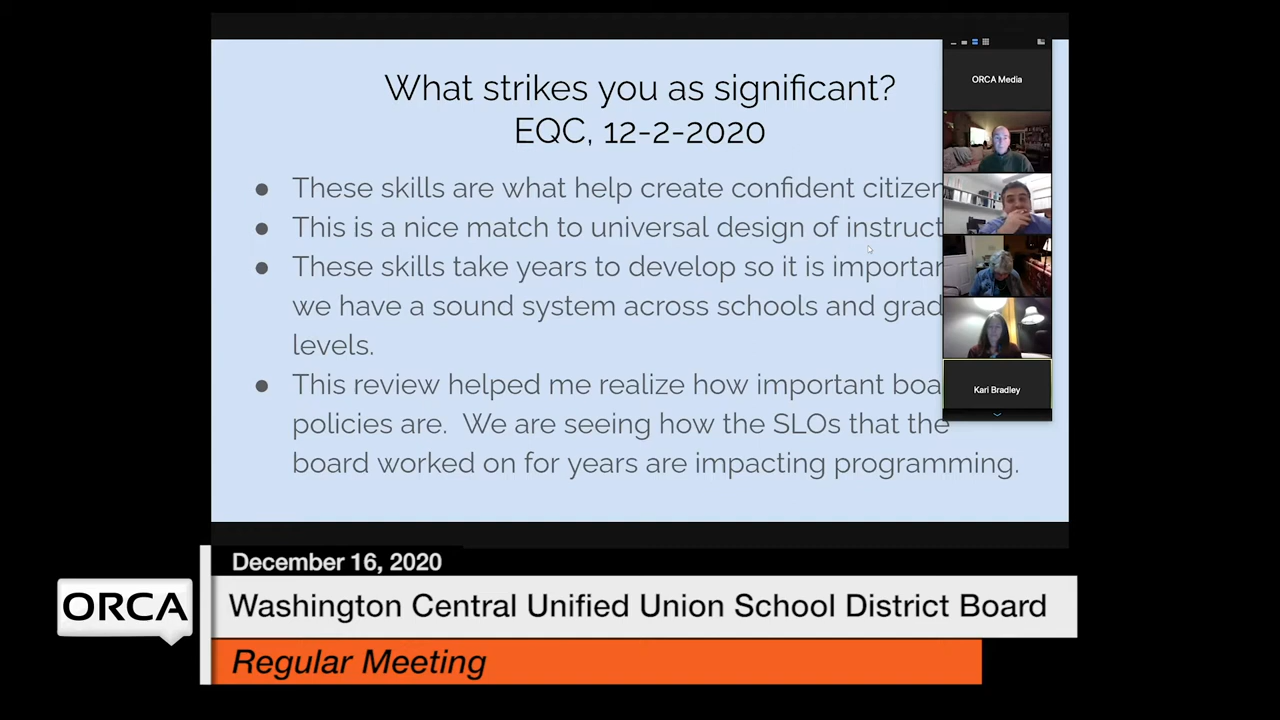 What strikes you as significant?
EQC, 12-2-2020
ORCA Media
● These skills are what help create confident citizen
● This is a nice match to universal design of instruct
● These skills take years to develop so it is importan
we have a sound system across schools and grad
levels.
● This review helped me realize how important boa
policies are. We are seeing how the SLOs that the
board worked on for years are impacting programming.
Kari Bradley
December 16, 2020
ORCA
Washington Central Unified Union School District Board
Regular Meeting